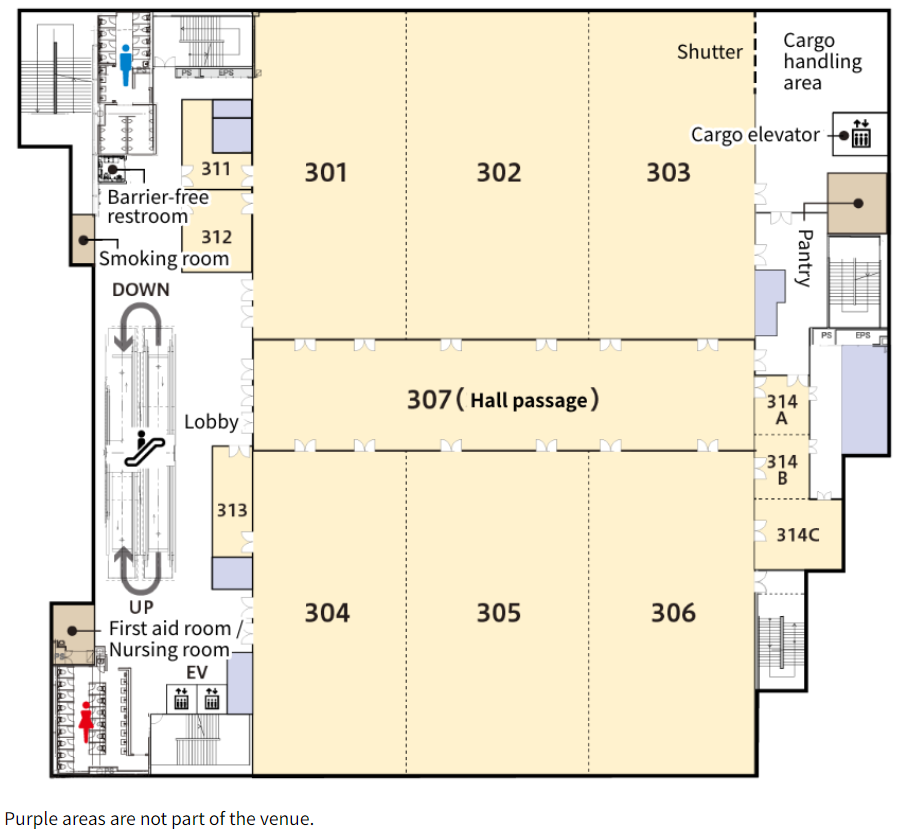 Shutter
Cargo
handling
area
PS
EPS
Cargo elevator
311
301
302
303
Barrier-free
restroom
312
Pantry
Smoking room
DOWN
PS
EPS
307 ( Hall passage )
314
A
Lobby
314
B
313
314C
UP
304
305
306
First aid room /
Nursing room
PS
EV
Purple areas are not part of the venue.